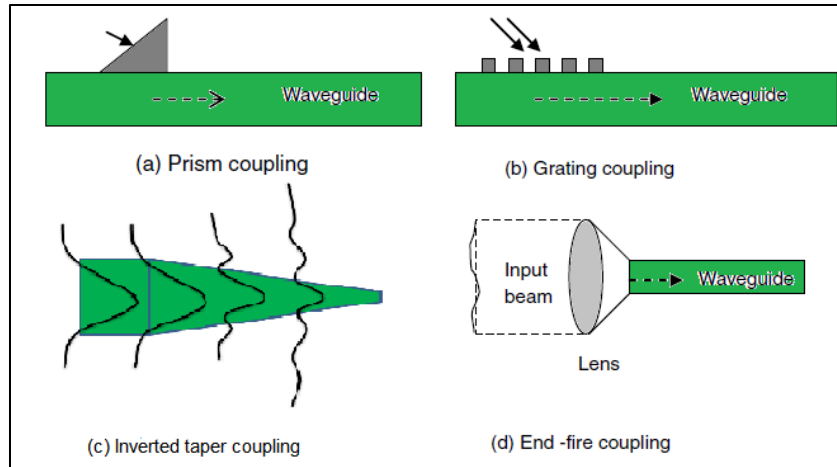 Waveguide
Waveguide
(a) Prism coupling
(b) Grating coupling
Input
beam
Waveguide
Lens
(c) Inverted taper coupling
(d) End -fire coupling